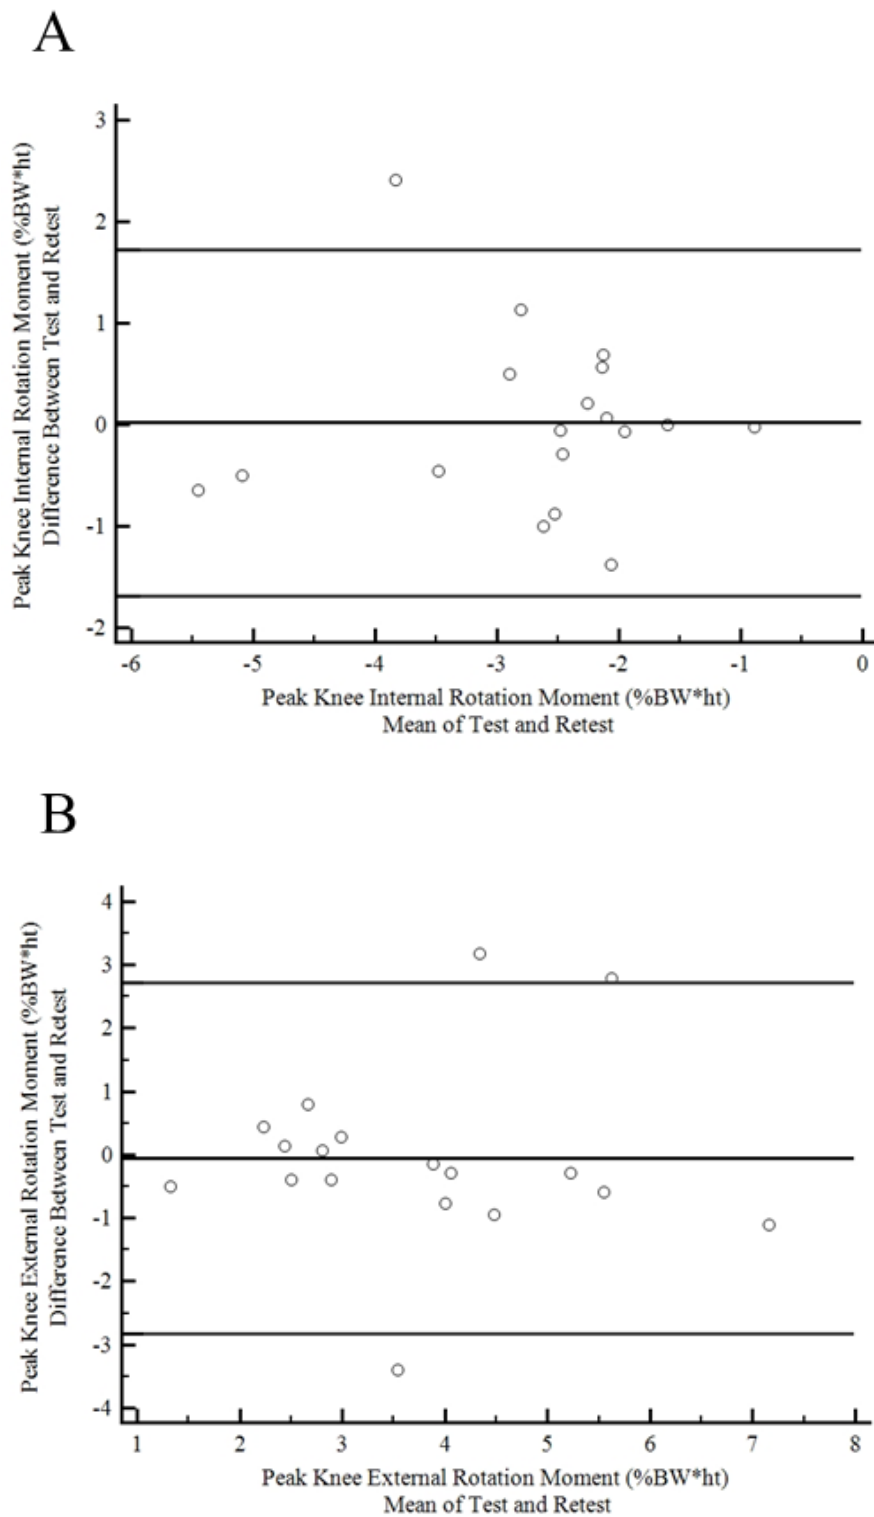 A
Peak Knee Internal Rotation Moment (%BW*ht)
Difference Between Test and Retest
3
2
1
0
-1
-2
-6 -5 -4 -3 -2 -1 0
Peak Knee Internal Rotation Moment (%BW*ht)
Mean of Test and Retest
B
Peak Knee External Rotation Moment (%BW*ht)
Difference Between Test and Retest
4
3
2
1
0
-1
-2
-3
-4
1 2 3 4 5 6 7 8
Peak Knee External Rotation Moment (%BW*ht)
Mean of Test and Retest